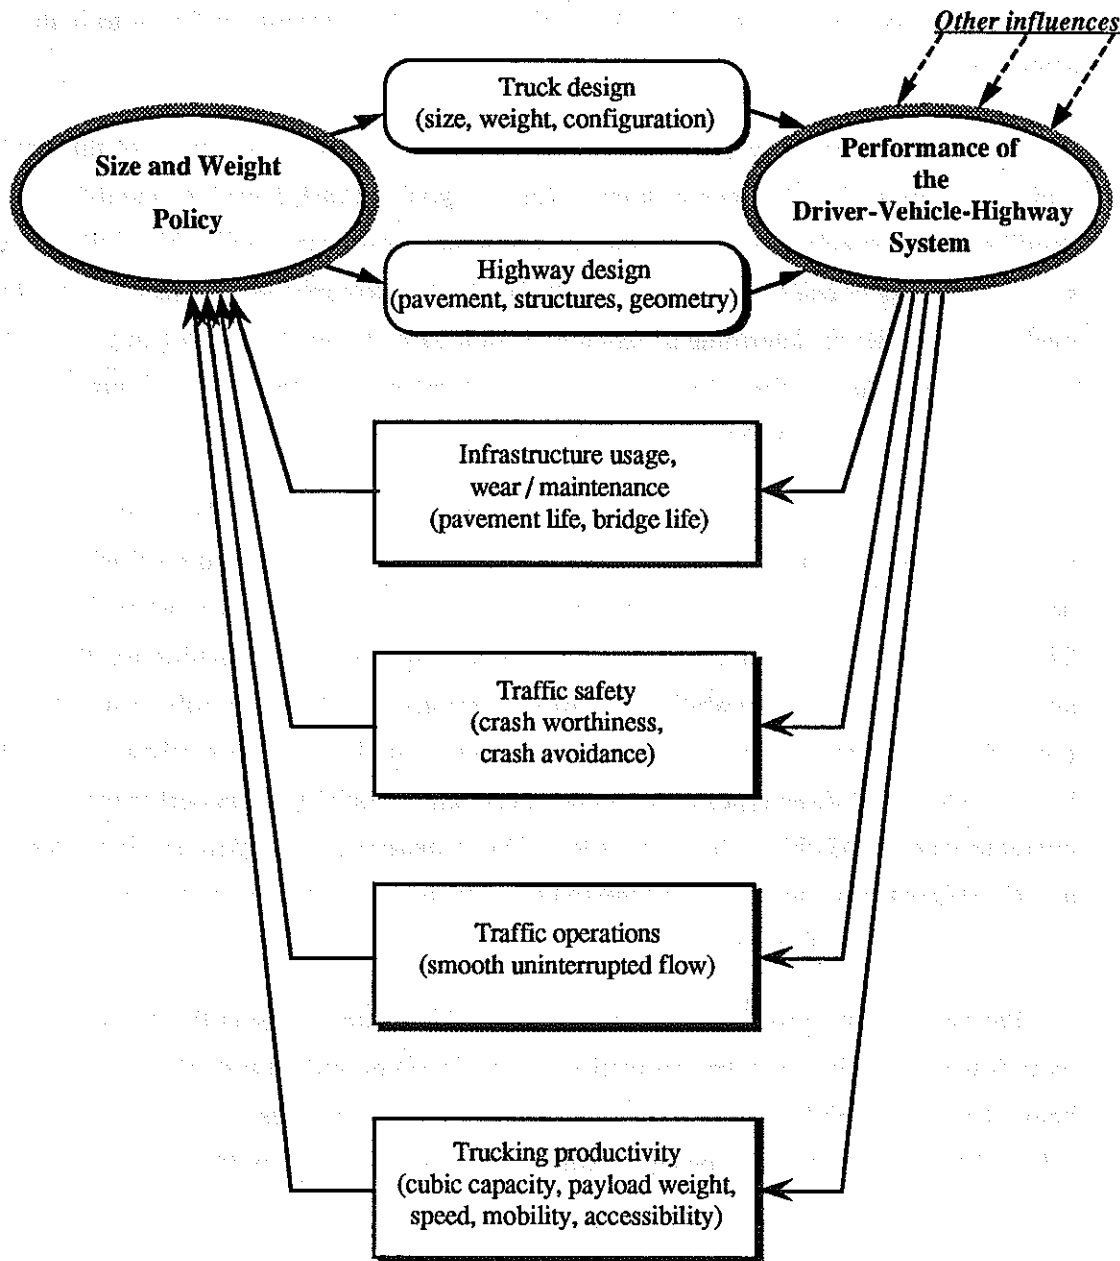 Other influences
Truck design
(size, weight, configuration)
Size and Weight
Policy
Performance of
the
Driver-Vehicle-Highway
System
Highway design
(pavement, structures, geometry)
Infrastructure usage,
wear / maintenance
(pavement life, bridge life)
Traffic safety
(crash worthiness,
crash avoidance)
Traffic operations
(smooth uninterrupted flow)
Trucking productivity
(cubic capacity, payload weight,
speed, mobility, accessibility)